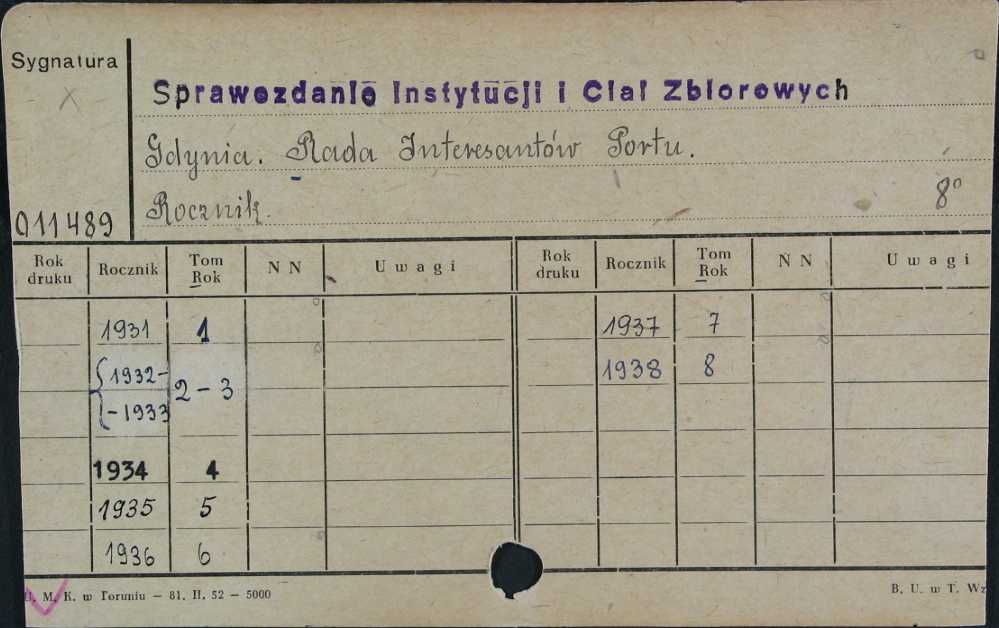 Sygnatura
X
011489
Sprawozdanie Instytucji i Ciał Zbiorowych
Gdynia. Rada Interesantów Portu.
Rocznik. 8°
Rok druku Rocznik Tom Rok N N Uwagi Rok druku Rocznik Tom Rok N N Uwagi
1931 1 1937 7
1932- 2-3 1938 8
-1933
1934 4
1935 5
1936 6
U. M. K. w Toruniu — 81. II. 52 — 5000 B. U. w T. Wz